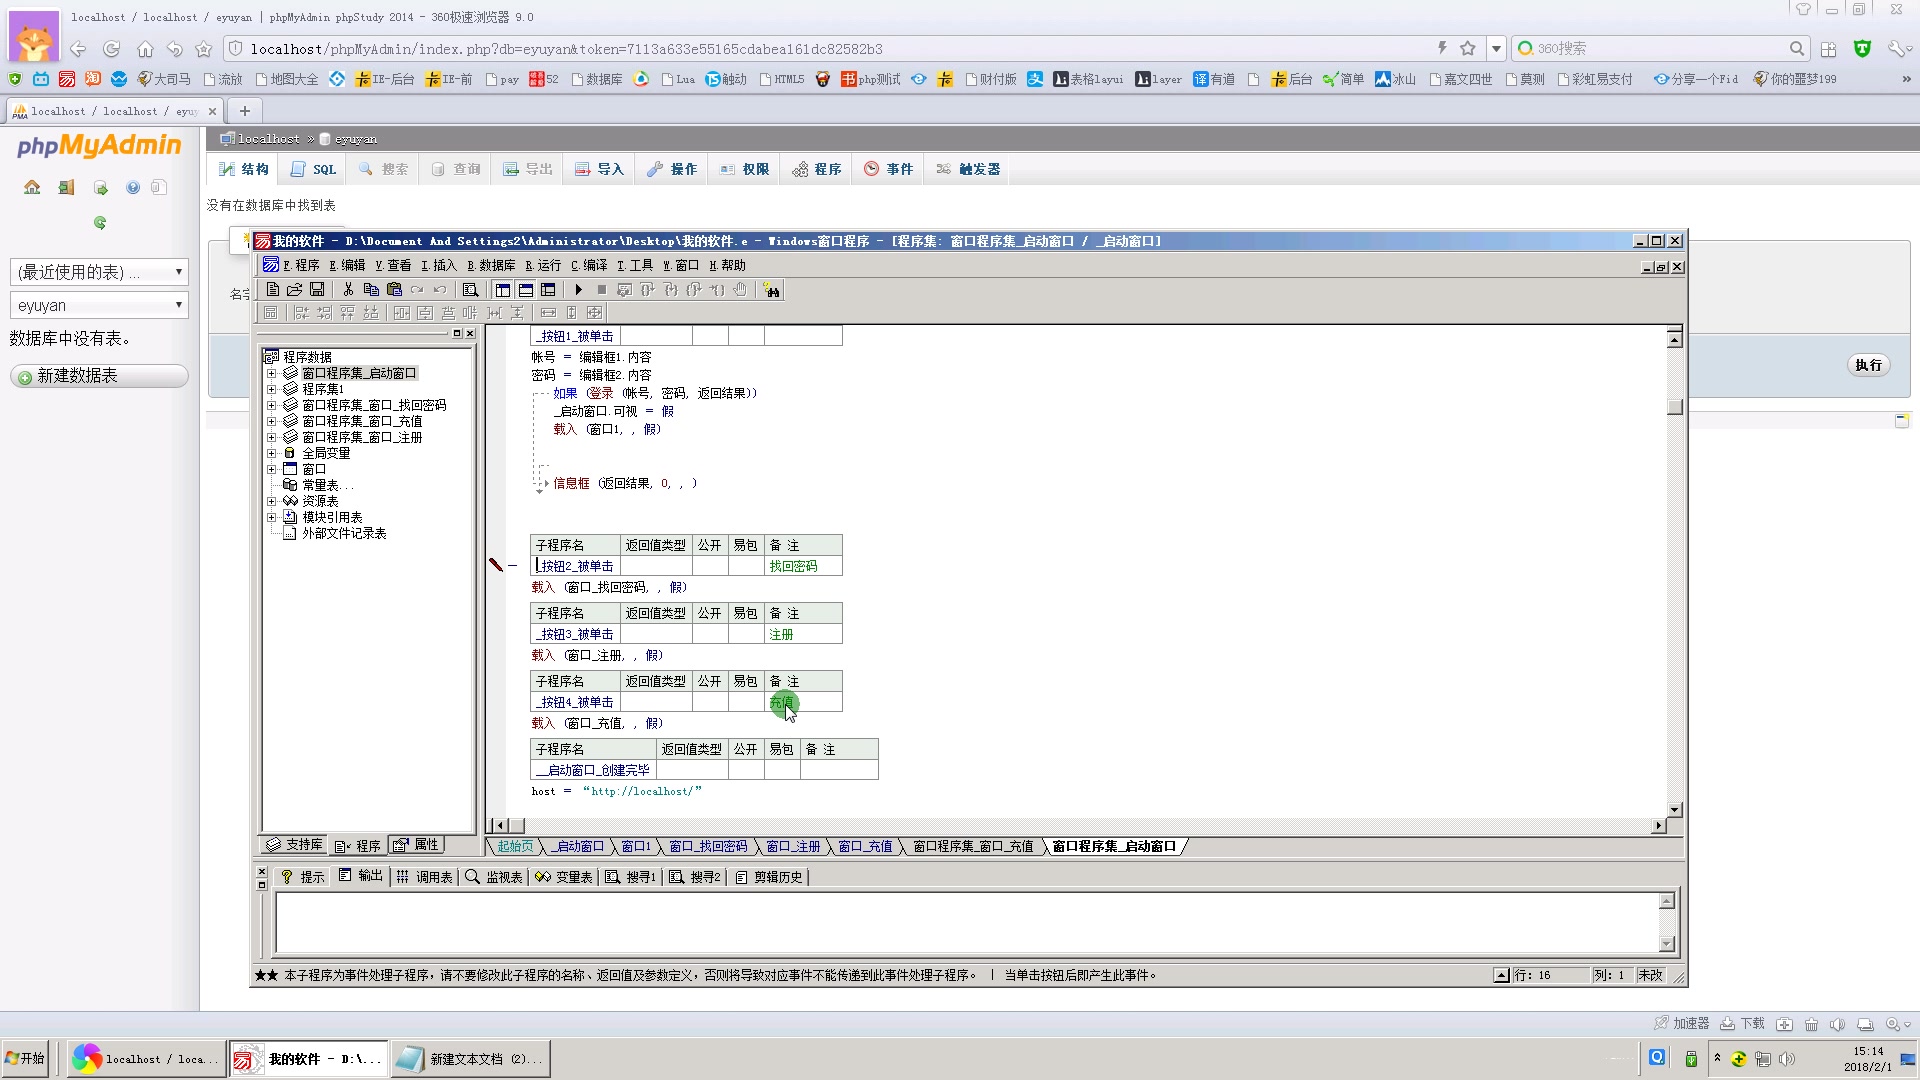 localhost / localhost / eyuyan | phpMyAdmin phpStudy 2014 - 360极速浏览器 9.0
localhost/phpMyAdmin/index.php?db=eyuyan&token=7113a633e55165cdabea161dc82582b3
360搜索
大司马 流放 地图大全 IE-后台 IE-前 pay 52 数据库 Lua 触动 HTML5 php测试 财付版 表格layui layer 有道 后台 简单 冰山 嘉文四世 莫测 彩虹易支付 分享一个Fid 你的噩梦199 »
localhost / localhost / eyuy
phpMyAdmin
localhost » eyuyan
结构 SQL 搜索 查询 导出 导入 操作 权限 程序 事件 触发器
没有在数据库中找到表
(最近使用的表) ...
eyuyan
数据库中没有表。
新建数据表
名字
执行
我的软件 - D:\Document And Settings2\Administrator\Desktop\我的软件.e - Windows窗口程序 - [程序集: 窗口程序集_启动窗口 / _启动窗口]
F.程序 E.编辑 V.查看 I.插入 B.数据库 R.运行 C.编译 T.工具 W.窗口 H.帮助
程序数据
窗口程序集_启动窗口
程序集1
窗口程序集_窗口_找回密码
窗口程序集_窗口_充值
窗口程序集_窗口_注册
全局变量
窗口
常量表...
资源表
模块引用表
外部文件记录表
支持库 程序 属性
_按钮1_被单击
帐号 = 编辑框1.内容
密码 = 编辑框2.内容
如果 (登录 (帐号, 密码, 返回结果))
_启动窗口.可视 = 假
载入 (窗口1, , 假)
信息框 (返回结果, 0, , )
子程序名 返回值类型 公开 易包 备 注
_按钮2_被单击 找回密码
载入 (窗口_找回密码, , 假)
子程序名 返回值类型 公开 易包 备 注
_按钮3_被单击 注册
载入 (窗口_注册, , 假)
子程序名 返回值类型 公开 易包 备 注
_按钮4_被单击 充值
载入 (窗口_充值, , 假)
子程序名 返回值类型 公开 易包 备 注
__启动窗口_创建完毕
host = “http://localhost/”
起始页 _启动窗口 窗口1 窗口_找回密码 窗口_注册 窗口_充值 窗口程序集_窗口_充值 窗口程序集_启动窗口
提示 输出 调用表 监视表 变量表 搜寻1 搜寻2 剪辑历史
★★ 本子程序为事件处理子程序，请不要修改此子程序的名称、返回值及参数定义，否则将导致对应事件不能传递到此事件处理子程序。 | 当单击按钮后即产生此事件。
行: 16 列: 1 未改
加速器 下载
开始 localhost / loca... 我的软件 - D:\... 新建文本文档 (2)...
15:14
2018/2/1